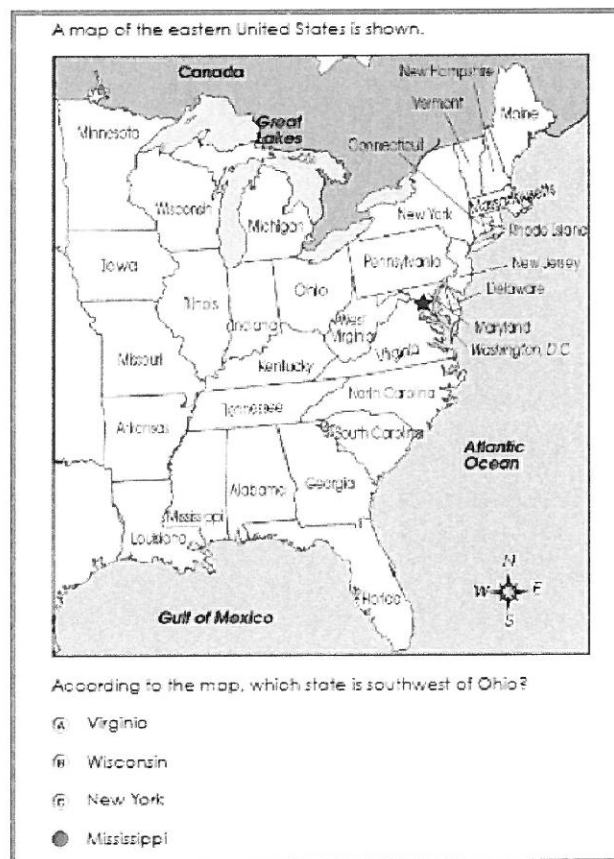 A map of the eastern United States is shown.
Canada
New Hampshire
Vermont
Maine
Minnesota
Great
Lakes
Connecticut
Massachusetts
Wisconsin
Michigan
New York
Rhode Island
Iowa
Pennsylvania
New Jersey
Ohio
Delaware
Illinois
Indiana
West
Virginia
Maryland
Washington, D.C.
Missouri
Kentucky
Virginia
North Carolina
Tennessee
Arkansas
South Carolina
Atlantic
Ocean
Alabama
Georgia
Mississippi
Louisiana
N
W E
S
Florida
Gulf of Mexico
According to the map, which state is southwest of Ohio?
A Virginia
B Wisconsin
C New York
Mississippi